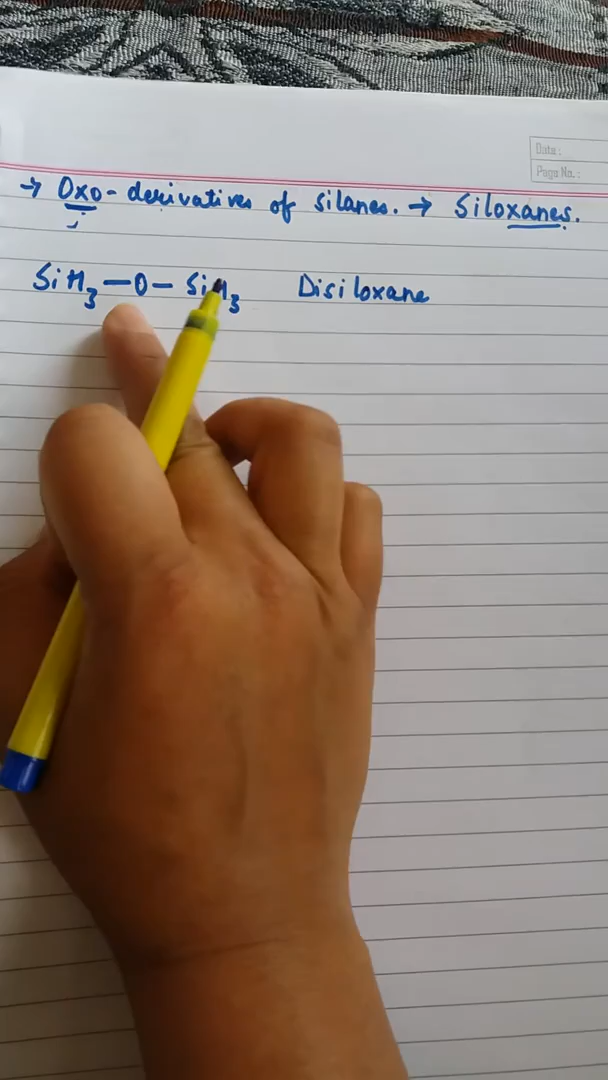 Date :
Page No. :
→ Oxo - derivatives of silanes. → Siloxanes.
SiH3 — O — SiH3 Disiloxane